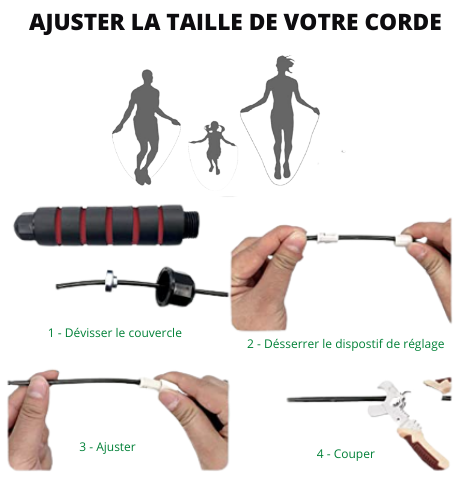 AJUSTER LA TAILLE DE VOTRE CORDE
1 - Dévisser le couvercle
2 - Désserrer le dispostif de réglage
3 - Ajuster
4 - Couper